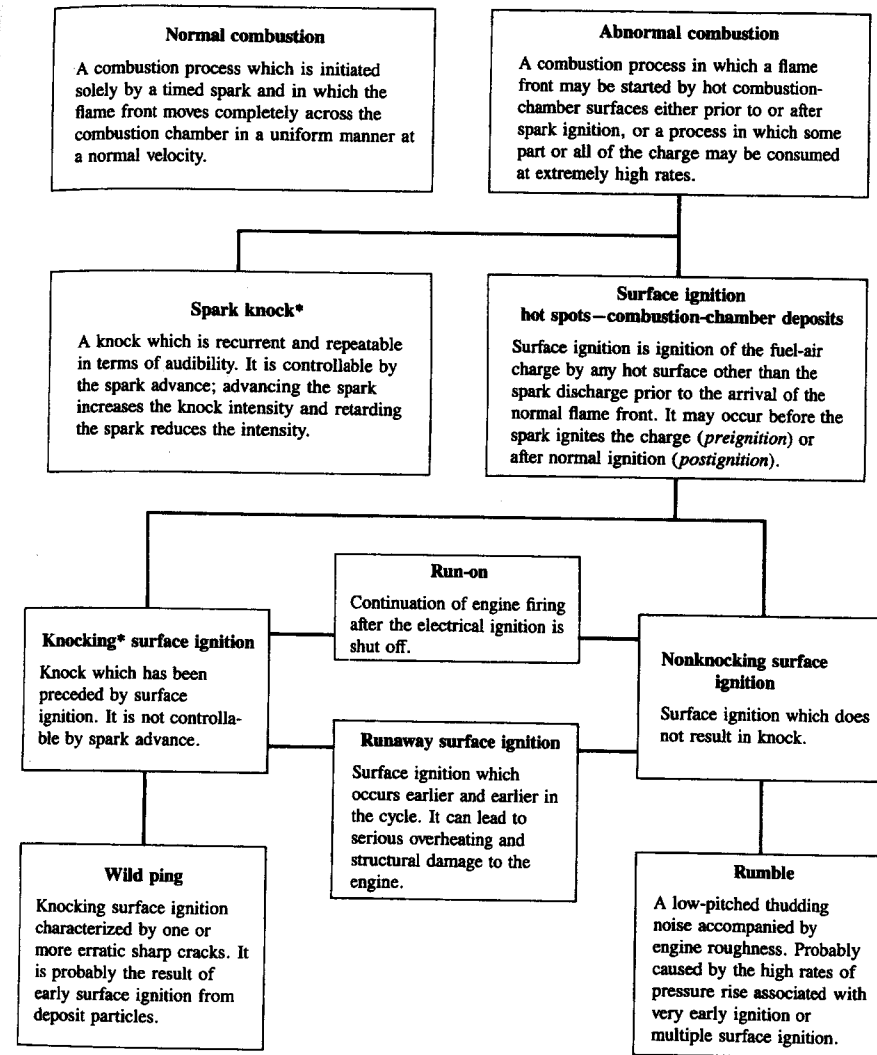 Normal combustion
A combustion process which is initiated
solely by a timed spark and in which the
flame front moves completely across the
combustion chamber in a uniform manner at
a normal velocity.
Abnormal combustion
A combustion process in which a flame
front may be started by hot combustion-
chamber surfaces either prior to or after
spark ignition, or a process in which some
part or all of the charge may be consumed
at extremely high rates.
Spark knock*
A knock which is recurrent and repeatable
in terms of audibility. It is controllable by
the spark advance; advancing the spark
increases the knock intensity and retarding
the spark reduces the intensity.
Surface ignition
hot spots—combustion-chamber deposits
Surface ignition is ignition of the fuel-air
charge by any hot surface other than the
spark discharge prior to the arrival of the
normal flame front. It may occur before the
spark ignites the charge (preignition) or
after normal ignition (postignition).
Run-on
Continuation of engine firing
after the electrical ignition is
shut off.
Knocking* surface ignition
Knock which has been
preceded by surface
ignition. It is not controlla-
ble by spark advance.
Nonknocking surface
ignition
Surface ignition which does
not result in knock.
Runaway surface ignition
Surface ignition which
occurs earlier and earlier in
the cycle. It can lead to
serious overheating and
structural damage to the
engine.
Wild ping
Knocking surface ignition
characterized by one or
more erratic sharp cracks. It
is probably the result of
early surface ignition from
deposit particles.
Rumble
A low-pitched thudding
noise accompanied by
engine roughness. Probably
caused by the high rates of
pressure rise associated with
very early ignition or
multiple surface ignition.